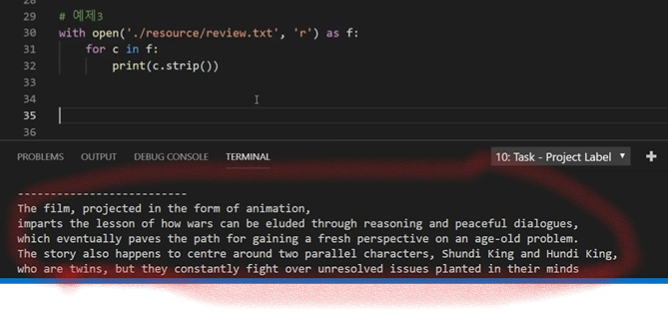 28
29 # 예제3
30 with open('./resource/review.txt', 'r') as f:
31 for c in f:
32 print(c.strip())
33
34
35
36
PROBLEMS OUTPUT DEBUG CONSOLE TERMINAL 10: Task - Project Label ▼ +
--------------------------
The film, projected in the form of animation,
imparts the lesson of how wars can be eluded through reasoning and peaceful dialogues,
which eventually paves the path for gaining a fresh perspective on an age-old problem.
The story also happens to centre around two parallel characters, Shundi King and Hundi King,
who are twins, but they constantly fight over unresolved issues planted in their minds